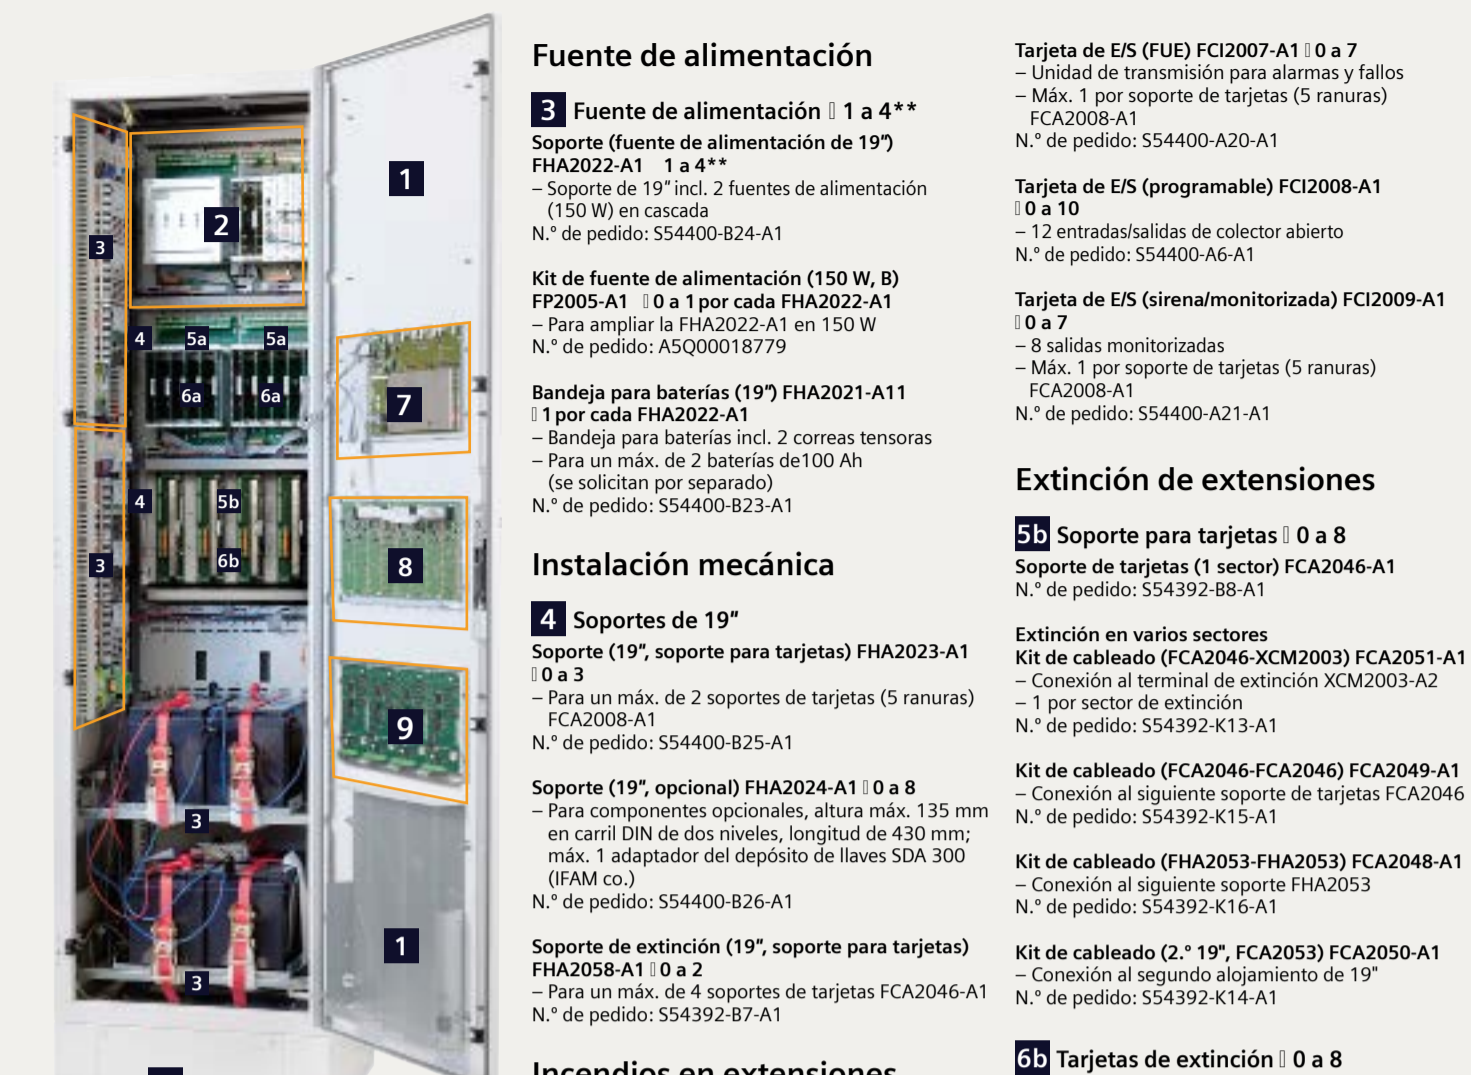 1
2
3
4
5a
5a
6a
6a
7
4
5b
3
6b
8
9
3
1
3
Fuente de alimentación
3 Fuente de alimentación ▯ 1 a 4**
Soporte (fuente de alimentación de 19”)
FHA2022-A1 1 a 4**
– Soporte de 19” incl. 2 fuentes de alimentación
(150 W) en cascada
N.º de pedido: S54400-B24-A1
Kit de fuente de alimentación (150 W, B)
FP2005-A1 ▯ 0 a 1 por cada FHA2022-A1
– Para ampliar la FHA2022-A1 en 150 W
N.º de pedido: A5Q00018779
Bandeja para baterías (19”) FHA2021-A11
▯ 1 por cada FHA2022-A1
– Bandeja para baterías incl. 2 correas tensoras
– Para un máx. de 2 baterías de100 Ah
(se solicitan por separado)
N.º de pedido: S54400-B23-A1
Instalación mecánica
4 Soportes de 19”
Soporte (19”, soporte para tarjetas) FHA2023-A1
▯ 0 a 3
– Para un máx. de 2 soportes de tarjetas (5 ranuras)
FCA2008-A1
N.º de pedido: S54400-B25-A1
Soporte (19”, opcional) FHA2024-A1 ▯ 0 a 8
– Para componentes opcionales, altura máx. 135 mm
en carril DIN de dos niveles, longitud de 430 mm;
máx. 1 adaptador del depósito de llaves SDA 300
(IFAM co.)
N.º de pedido: S54400-B26-A1
Soporte de extinción (19”, soporte para tarjetas)
FHA2058-A1 ▯ 0 a 2
– Para un máx. de 4 soportes de tarjetas FCA2046-A1
N.º de pedido: S54392-B7-A1
Incendios en extensiones
Tarjeta de E/S (FUE) FCI2007-A1 ▯ 0 a 7
– Unidad de transmisión para alarmas y fallos
– Máx. 1 por soporte de tarjetas (5 ranuras)
FCA2008-A1
N.º de pedido: S54400-A20-A1
Tarjeta de E/S (programable) FCI2008-A1
▯ 0 a 10
– 12 entradas/salidas de colector abierto
N.º de pedido: S54400-A6-A1
Tarjeta de E/S (sirena/monitorizada) FCI2009-A1
▯ 0 a 7
– 8 salidas monitorizadas
– Máx. 1 por soporte de tarjetas (5 ranuras)
FCA2008-A1
N.º de pedido: S54400-A21-A1
Extinción de extensiones
5b Soporte para tarjetas ▯ 0 a 8
Soporte de tarjetas (1 sector) FCA2046-A1
N.º de pedido: S54392-B8-A1
Extinción en varios sectores
Kit de cableado (FCA2046-XCM2003) FCA2051-A1
– Conexión al terminal de extinción XCM2003-A2
– 1 por sector de extinción
N.º de pedido: S54392-K13-A1
Kit de cableado (FCA2046-FCA2046) FCA2049-A1
– Conexión al siguiente soporte de tarjetas FCA2046
N.º de pedido: S54392-K15-A1
Kit de cableado (FHA2053-FHA2053) FCA2048-A1
– Conexión al siguiente soporte FHA2053
N.º de pedido: S54392-K16-A1
Kit de cableado (2.º 19", FCA2053) FCA2050-A1
– Conexión al segundo alojamiento de 19"
N.º de pedido: S54392-K14-A1
6b Tarjetas de extinción ▯ 0 a 8